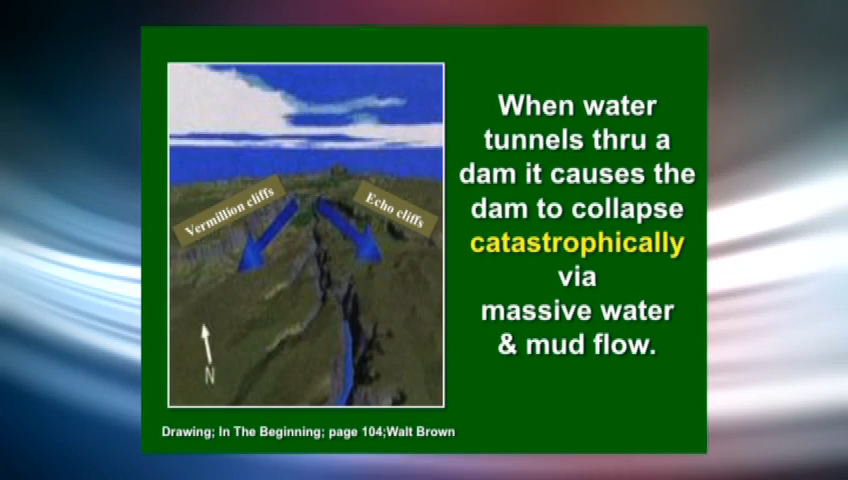 Vermillion cliffs
Echo cliffs
N
When water
tunnels thru a
dam it causes the
dam to collapse
catastrophically
via
massive water
& mud flow.
Drawing; In The Beginning; page 104;Walt Brown